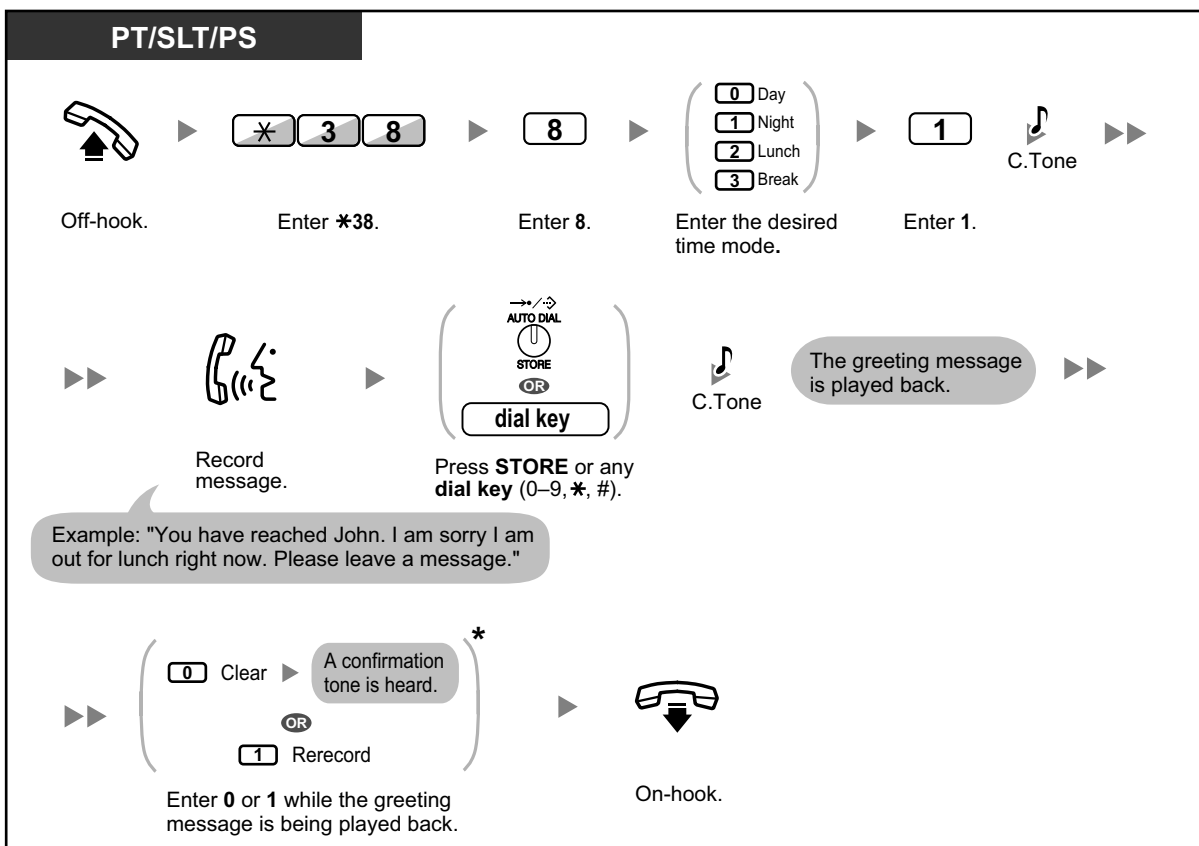 PT/SLT/PS
✳ 3 8
8
0 Day
1 Night
2 Lunch
3 Break
1
C.Tone
Off-hook.
Enter ✳38.
Enter 8.
Enter the desired
time mode.
Enter 1.
Record
message.
AUTO DIAL
STORE
OR
dial key
Press STORE or any
dial key (0–9, ✳, #).
C.Tone
The greeting message
is played back.
Example: "You have reached John. I am sorry I am
out for lunch right now. Please leave a message."
0 Clear
A confirmation
tone is heard.
*
OR
1 Rerecord
Enter 0 or 1 while the greeting
message is being played back.
On-hook.